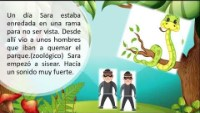 Un día Sara estaba
enredada en una rama
para no ser vista. Desde
allí vio a unos hombres
que iban a quemar el
parque.(zoológico) Sara
empezó a sisear. Hacía
un sonido muy fuerte.